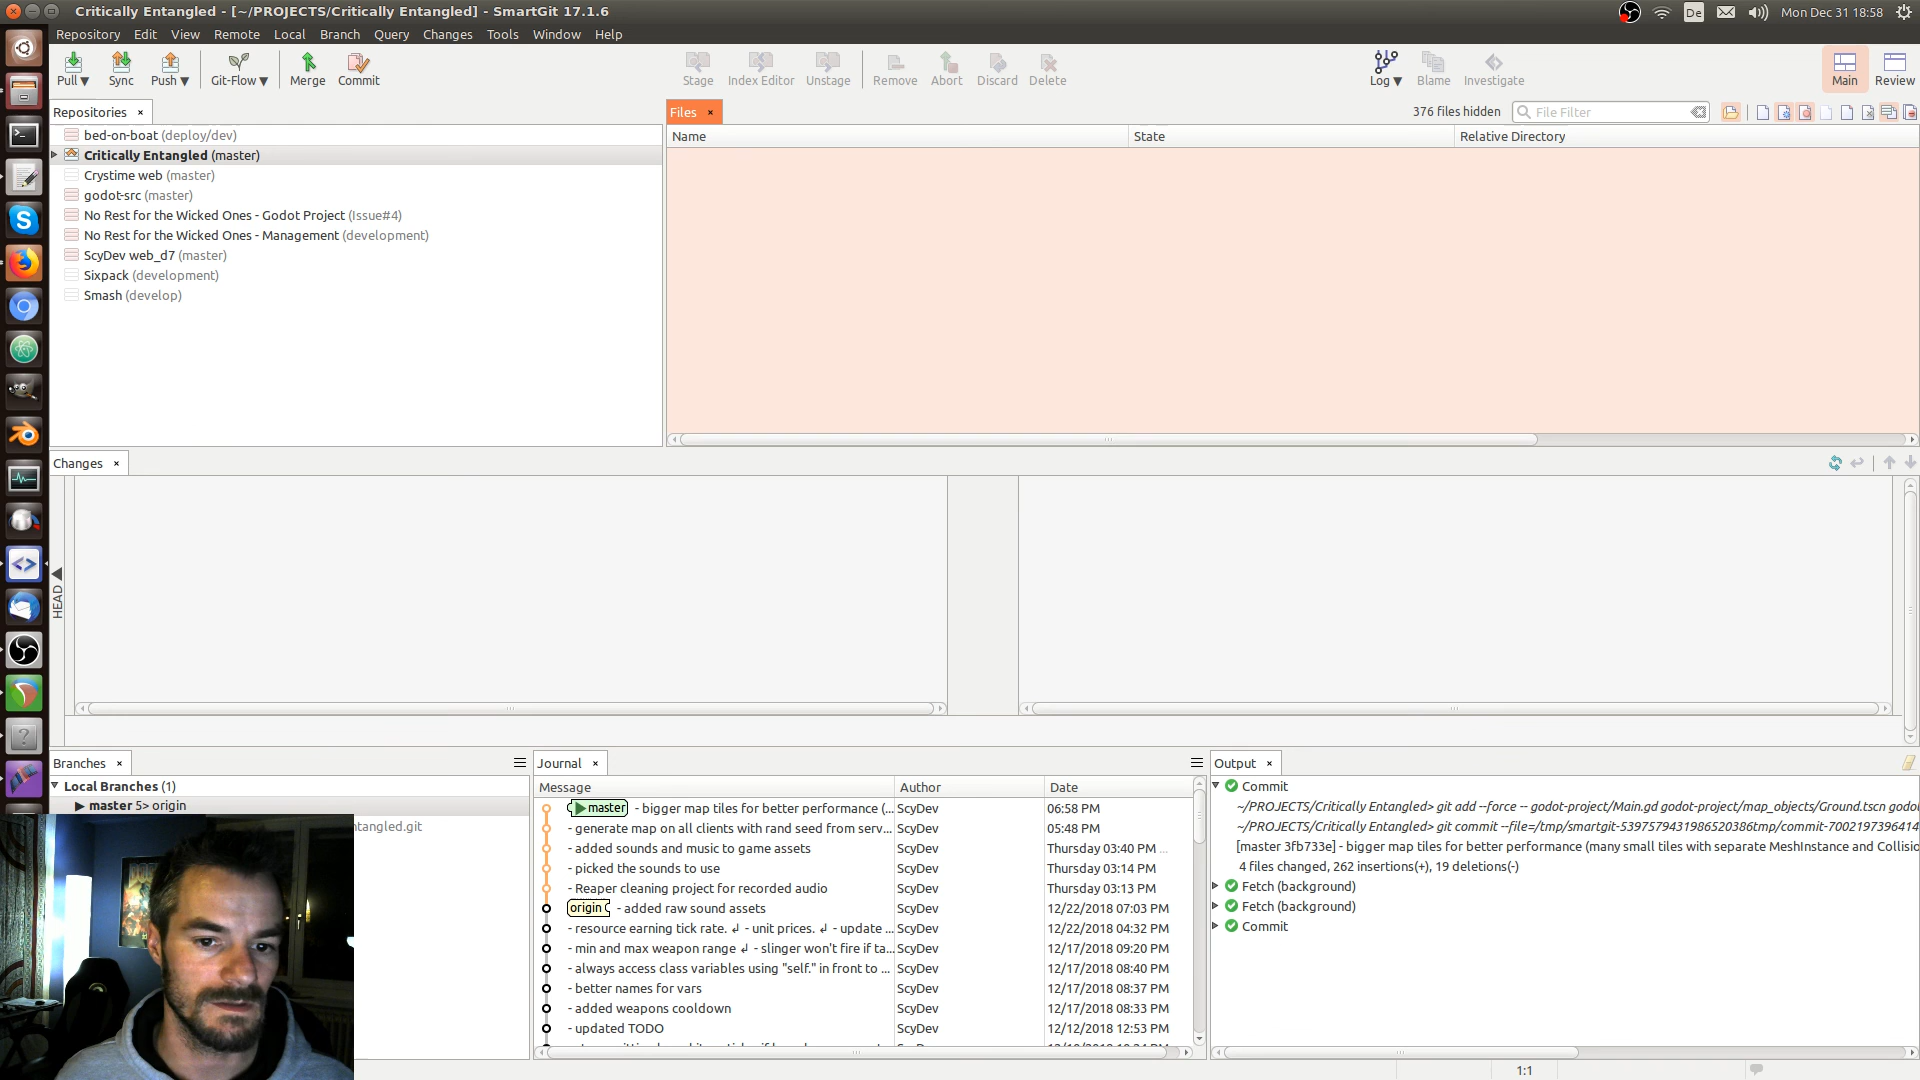 Critically Entangled - [~/PROJECTS/Critically Entangled] - SmartGit 17.1.6
De
Mon Dec 31 18:58
Repository Edit View Remote Local Branch Query Changes Tools Window Help
Pull Sync Push Git-Flow Merge Commit Stage Index Editor Unstage Remove Abort Discard Delete Log Blame Investigate Main Review
Repositories
bed-on-boat (deploy/dev)
Critically Entangled (master)
Crystime web (master)
godot-src (master)
No Rest for the Wicked Ones - Godot Project (Issue#4)
No Rest for the Wicked Ones - Management (development)
ScyDev web_d7 (master)
Sixpack (development)
Smash (develop)
Files
376 files hidden
File Filter
Name State Relative Directory
Changes
HEAD
Branches
Local Branches (1)
master 5> origin
ntangled.git
Journal
Message Author Date
master - bigger map tiles for better performance (... ScyDev 06:58 PM
- generate map on all clients with rand seed from serv... ScyDev 05:48 PM
- added sounds and music to game assets ScyDev Thursday 03:40 PM ...
- picked the sounds to use ScyDev Thursday 03:14 PM
- Reaper cleaning project for recorded audio ScyDev Thursday 03:13 PM
origin - added raw sound assets ScyDev 12/22/2018 07:03 PM
- resource earning tick rate. ↲ - unit prices. ↲ - update ... ScyDev 12/22/2018 04:32 PM
- min and max weapon range ↲ - slinger won't fire if ta... ScyDev 12/17/2018 09:20 PM
- always access class variables using "self." in front to ... ScyDev 12/17/2018 08:40 PM
- better names for vars ScyDev 12/17/2018 08:37 PM
- added weapons cooldown ScyDev 12/17/2018 08:33 PM
- updated TODO ScyDev 12/12/2018 12:53 PM
Output
Commit
~/PROJECTS/Critically Entangled> git add --force -- godot-project/Main.gd godot-project/map_objects/Ground.tscn godo
~/PROJECTS/Critically Entangled> git commit --file=/tmp/smartgit-5397579431986520386tmp/commit-7002197396414
[master 3fb733e] - bigger map tiles for better performance (many small tiles with separate MeshInstance and Collisio
4 files changed, 262 insertions(+), 19 deletions(-)
Fetch (background)
Fetch (background)
Commit
1:1